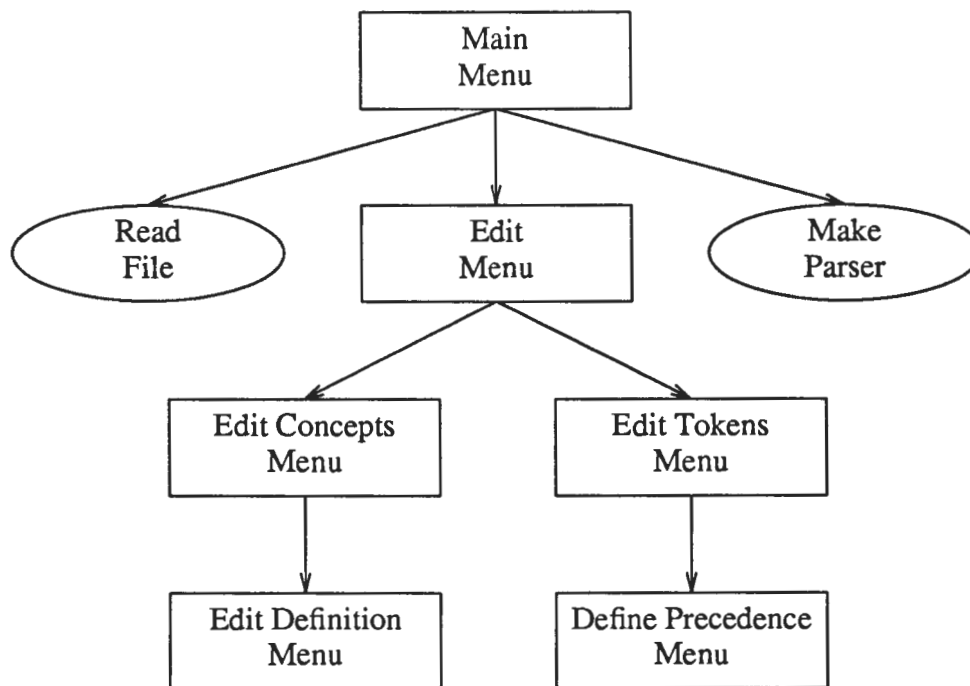 Main
Menu
Read
File
Edit
Menu
Make
Parser
Edit Concepts
Menu
Edit Tokens
Menu
Edit Definition
Menu
Define Precedence
Menu